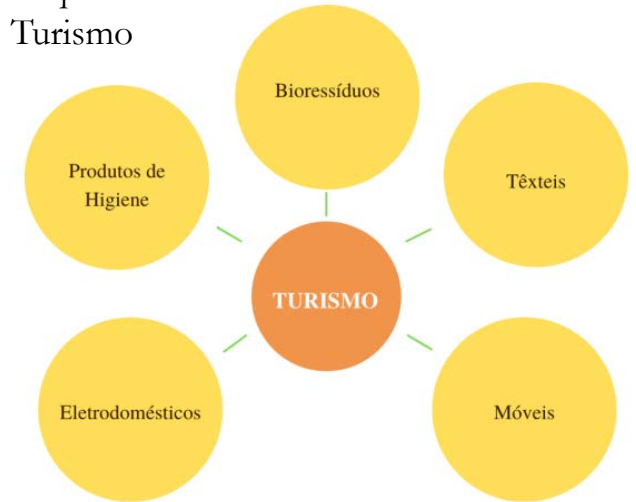 Turismo
Bioressíduos
Produtos de
Higiene
Têxteis
TURISMO
Eletrodomésticos
Móveis